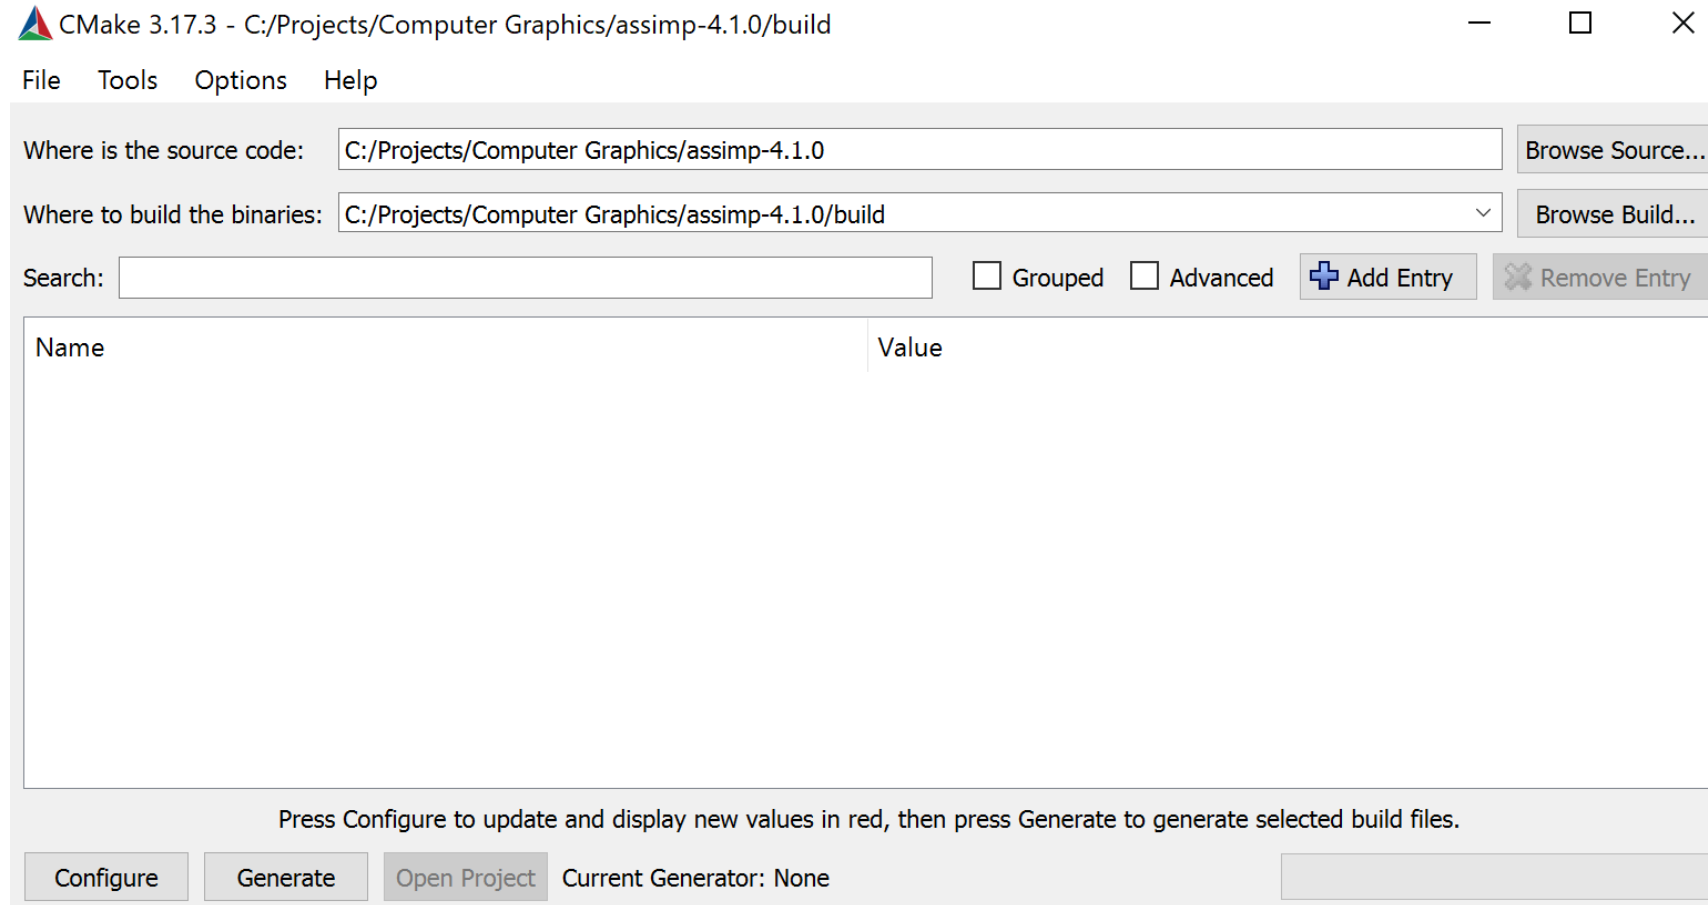 CMake 3.17.3 - C:/Projects/Computer Graphics/assimp-4.1.0/build
File Tools Options Help
Where is the source code: C:/Projects/Computer Graphics/assimp-4.1.0 Browse Source...
Where to build the binaries: C:/Projects/Computer Graphics/assimp-4.1.0/build Browse Build...
Search: Grouped Advanced Add Entry Remove Entry
Name Value
Press Configure to update and display new values in red, then press Generate to generate selected build files.
Configure Generate Open Project Current Generator: None